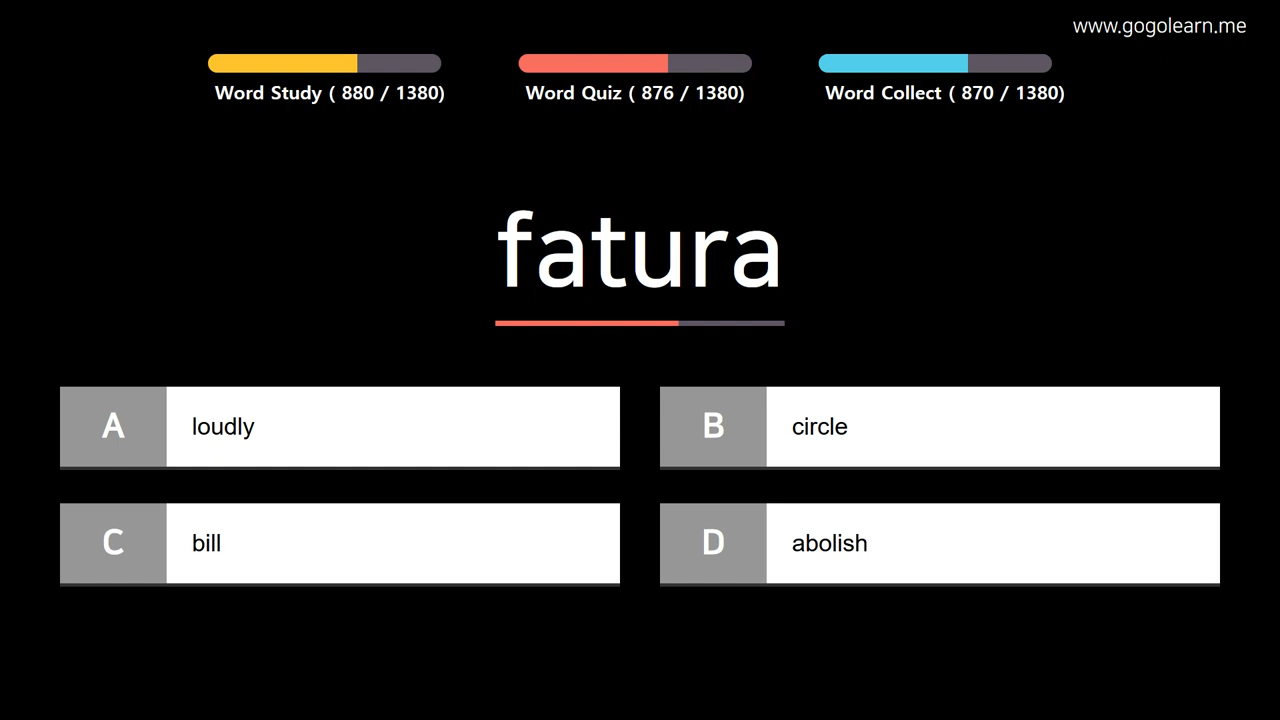 www.gogolearn.me
Word Study ( 880 / 1380)
Word Quiz ( 876 / 1380)
Word Collect ( 870 / 1380)
fatura
A loudly
B circle
C bill
D abolish